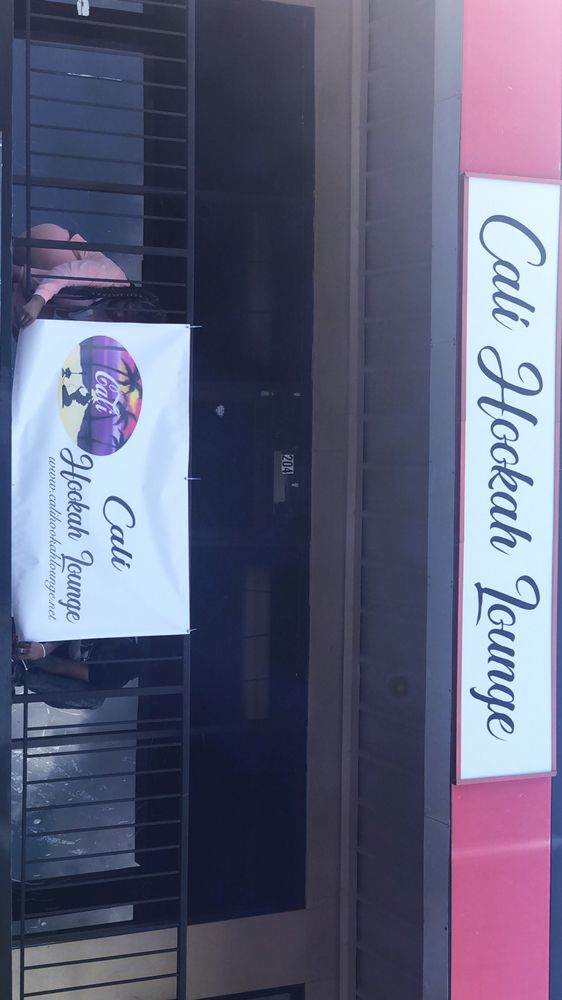 Cali Hookah Lounge
204
Cali
Cali
Hookah Lounge
www.calihookahlounge.net